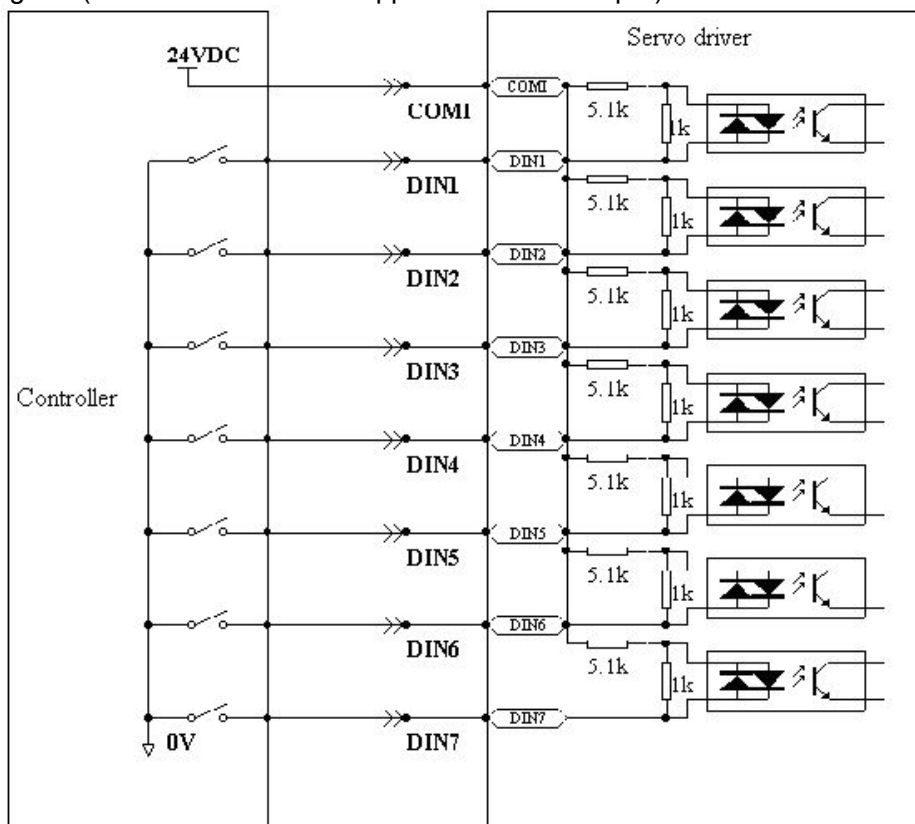 Servo driver
24VDC
COMI
COMI
5.1k
1k
DIN1
DIN1
5.1k
1k
DIN2
DIN2
5.1k
1k
DIN3
DIN3
5.1k
1k
Controller
DIN4
DIN4
5.1k
1k
DIN5
DIN5
5.1k
1k
DIN6
DIN6
5.1k
1k
0V
DIN7
DIN7